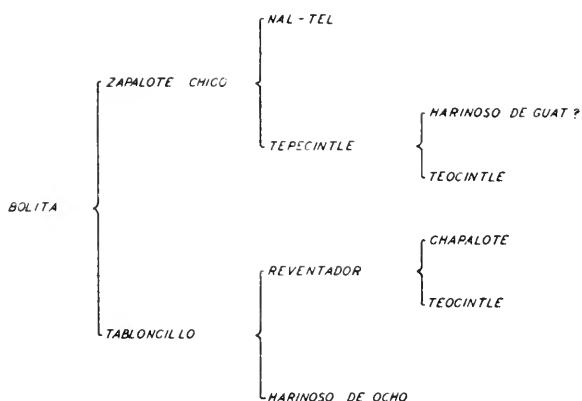 NAL-TEL
ZAPALOTE CHICO
HARINOSO DE GUAT?
TEPECINTLE
TEOCINTLE
BOLITA
CHAPALOTE
REVENTADOR
TEOCINTLE
TABLONCILLO
HARINOSO DE OCHO